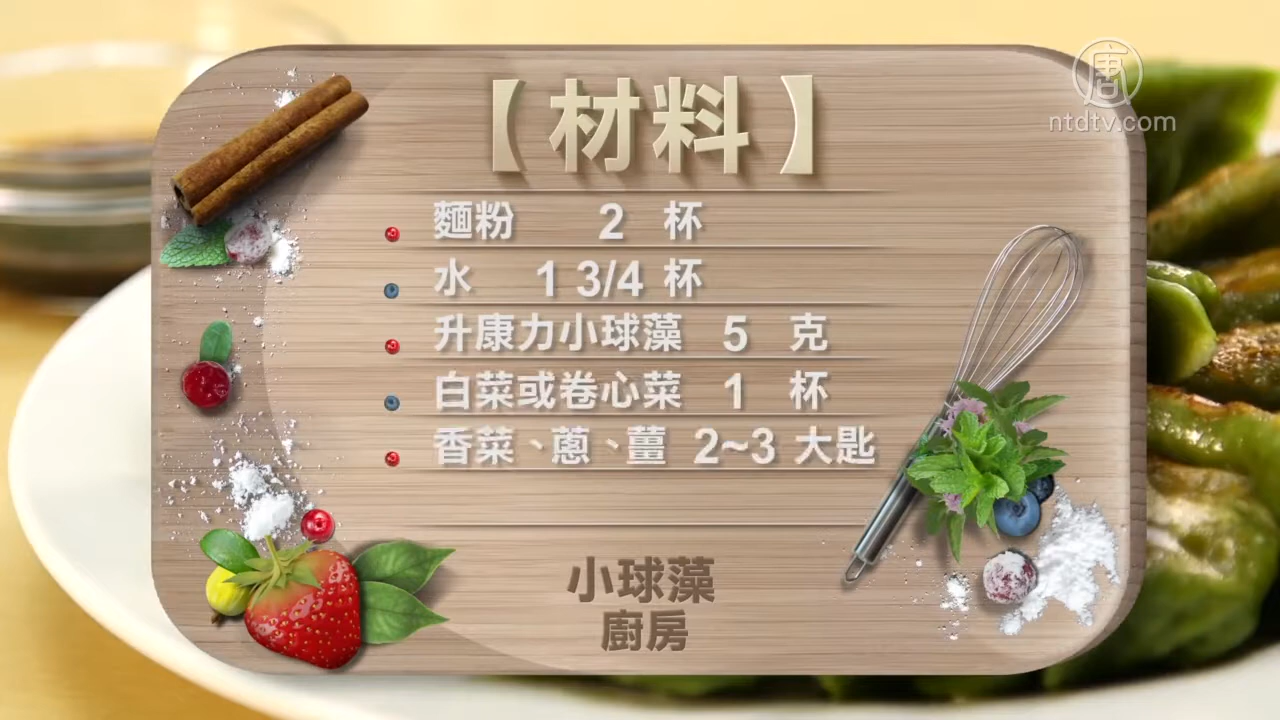 唐
ntdtv.com
【材料】
麵粉 2 杯
水 1 3/4 杯
升康力小球藻 5 克
白菜或卷心菜 1 杯
香菜、蔥、薑 2~3 大匙
小球藻
廚房